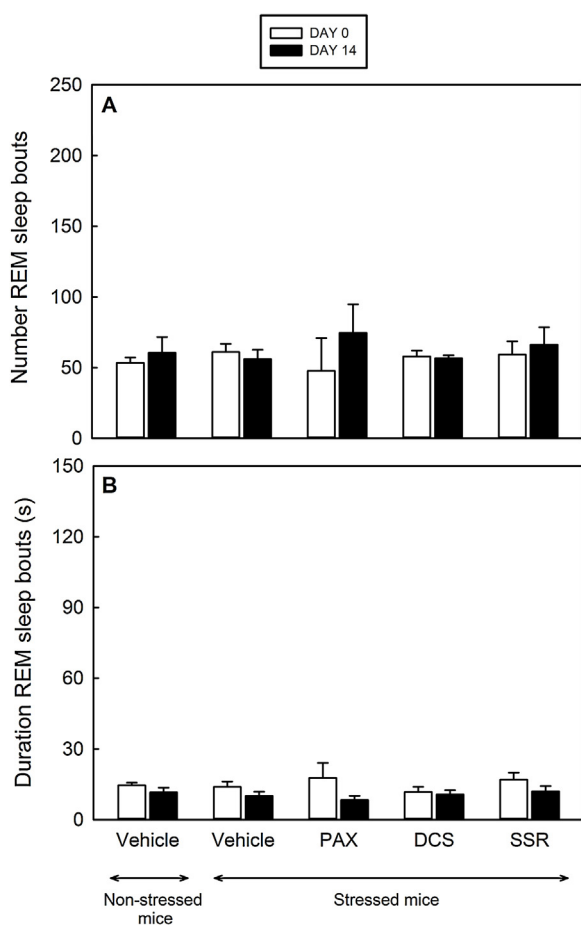 DAY 0
DAY 14
A
Number REM sleep bouts
250
200
150
100
50
0
B
Duration REM sleep bouts (s)
150
120
90
60
30
0
Vehicle Vehicle PAX DCS SSR
Non-stressed mice
Stressed mice